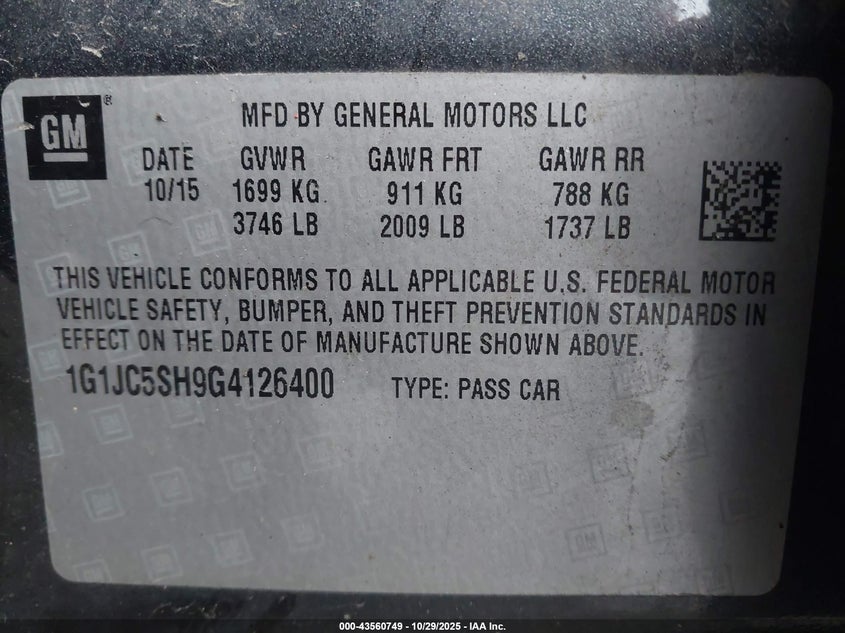 GM®
MFD BY GENERAL MOTORS LLC
DATE GVWR GAWR FRT GAWR RR
10/15 1699 KG 911 KG 788 KG
3746 LB 2009 LB 1737 LB
THIS VEHICLE CONFORMS TO ALL APPLICABLE U.S. FEDERAL MOTOR
VEHICLE SAFETY, BUMPER, AND THEFT PREVENTION STANDARDS IN
EFFECT ON THE DATE OF MANUFACTURE SHOWN ABOVE.
1G1JC5SH9G4126400 TYPE: PASS CAR
000-43560749 | 10/29/2025 - IAA Inc.